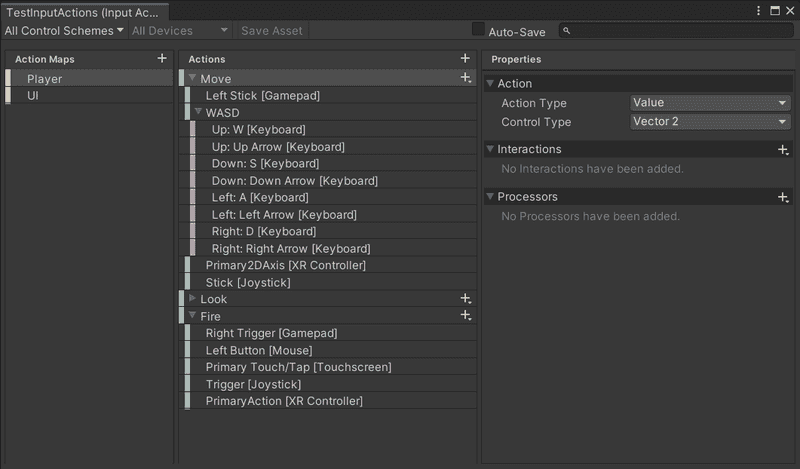 TestInputActions (Input Ac...
All Control Schemes All Devices Save Asset Auto-Save
Action Maps
Player
UI
Actions
Move
Left Stick [Gamepad]
WASD
Up: W [Keyboard]
Up: Up Arrow [Keyboard]
Down: S [Keyboard]
Down: Down Arrow [Keyboard]
Left: A [Keyboard]
Left: Left Arrow [Keyboard]
Right: D [Keyboard]
Right: Right Arrow [Keyboard]
Primary2DAxis [XR Controller]
Stick [Joystick]
Look
Fire
Right Trigger [Gamepad]
Left Button [Mouse]
Primary Touch/Tap [Touchscreen]
Trigger [Joystick]
PrimaryAction [XR Controller]
Properties
Action
Action Type Value
Control Type Vector 2
Interactions
No Interactions have been added.
Processors
No Processors have been added.